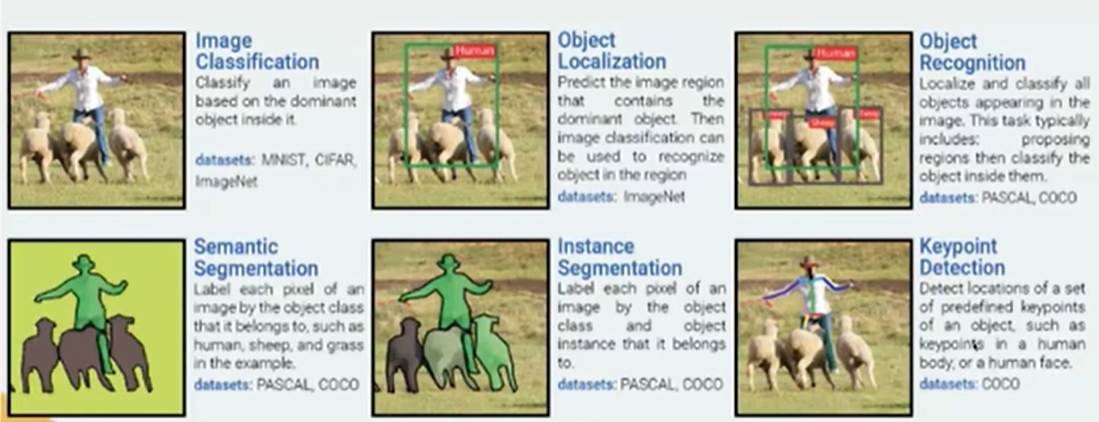 Image
Classification
Classify an image
based on the dominant
object inside it.
datasets: MNIST, CIFAR,
ImageNet
Human
Object
Localization
Predict the image region
that contains the
dominant object. Then
image classification can
be used to recognize
object in the region
datasets: ImageNet
Human
Sheep
Object
Recognition
Localize and classify all
objects appearing in the
image. This task typically
includes: proposing
regions then classify the
object inside them.
datasets: PASCAL, COCO
Semantic
Segmentation
Label each pixel of an
image by the object class
that it belongs to, such as
human, sheep, and grass
in the example.
datasets: PASCAL, COCO
Instance
Segmentation
Label each pixel of an
image by the object
class and object
instance that it belongs
to.
datasets: PASCAL, COCO
Keypoint
Detection
Detect locations of a set
of predefined keypoints
of an object, such as
keypoints in a human
body, or a human face.
datasets: COCO